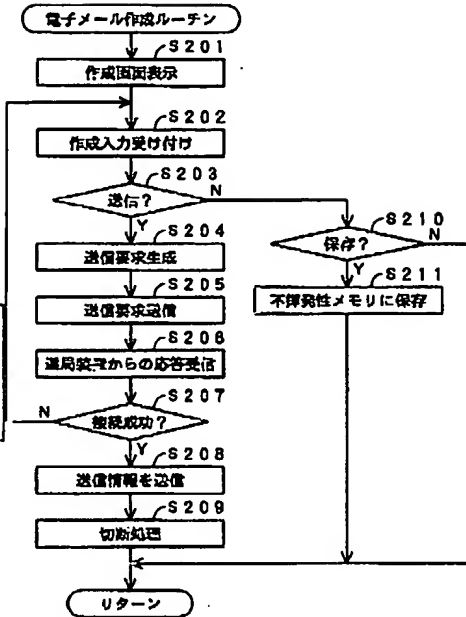 電子メール作成ルーチン
S201
作成画面表示
S202
作成入力受け付け
S203
送信？
N
Y
S204
送信要求生成
S205
送信要求送信
S206
からの応答受信
S207
接続成功？
N
Y
S208
送信情報を送信
S209
切断処理
リターン
S210
保存？
N
Y
S211
不揮発性メモリに保存